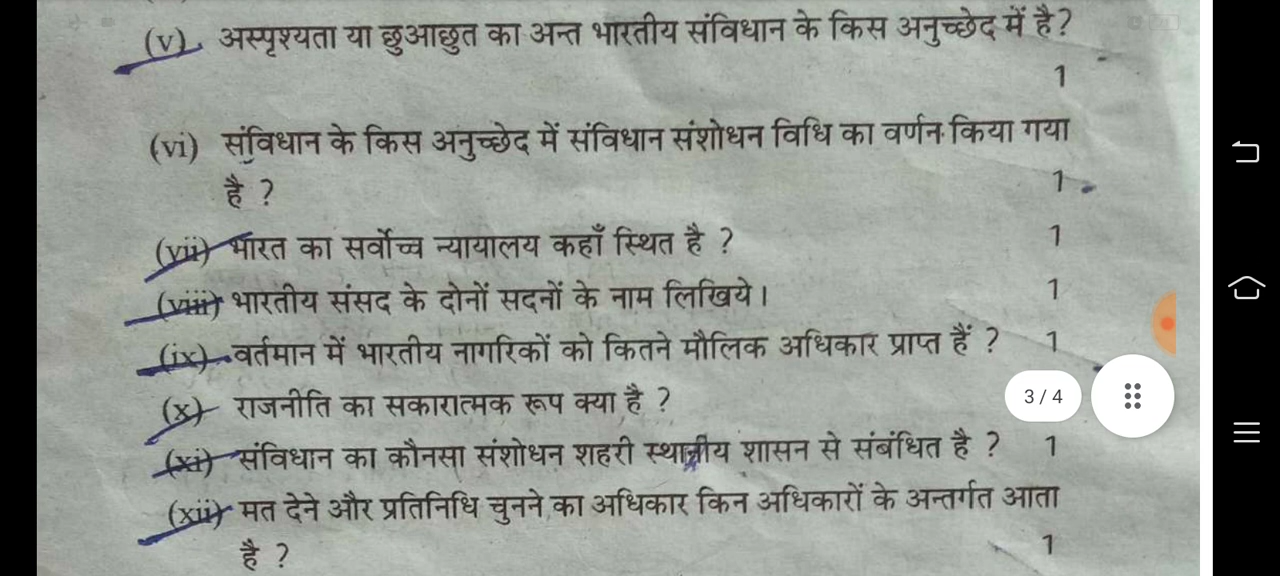 (v) अस्पृश्यता या छुआछुत का अन्त भारतीय संविधान के किस अनुच्छेद में है?
1
(vi) संविधान के किस अनुच्छेद में संविधान संशोधन विधि का वर्णन किया गया
है ? 1
(vii) भारत का सर्वोच्च न्यायालय कहाँ स्थित है ? 1
(viii) भारतीय संसद के दोनों सदनों के नाम लिखिये। 1
(ix) वर्तमान में भारतीय नागरिकों को कितने मौलिक अधिकार प्राप्त हैं ? 1
(x) राजनीति का सकारात्मक रूप क्या है ?
3 / 4
(xi) संविधान का कौनसा संशोधन शहरी स्थानीय शासन से संबंधित है ? 1
(xii) मत देने और प्रतिनिधि चुनने का अधिकार किन अधिकारों के अन्तर्गत आता
है ? 1